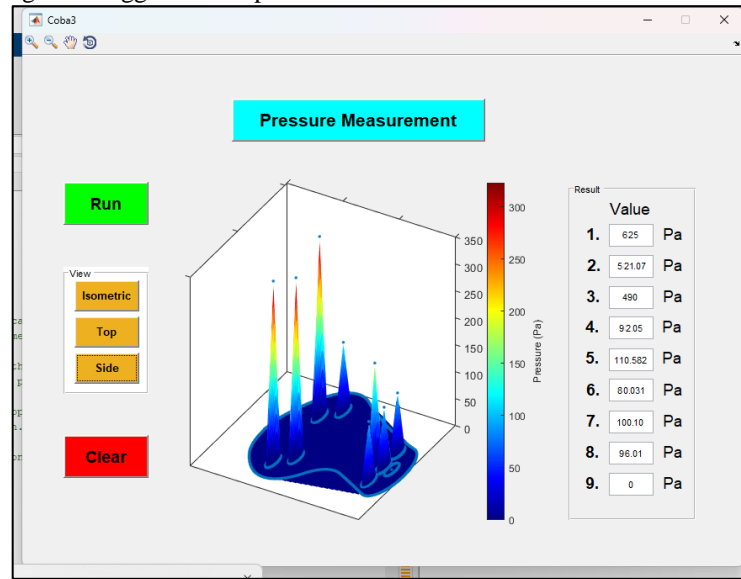 Coba3
Pressure Measurement
Run
View
Isometric
Top
Side
Clear
350
300
250
200
150
100
50
0
300
250
200
150
100
50
0
Pressure (Pa)
Result
Value
1. 625 Pa
2. 521.07 Pa
3. 490 Pa
4. 92.05 Pa
5. 110.582 Pa
6. 80.031 Pa
7. 100.10 Pa
8. 96.01 Pa
9. 0 Pa